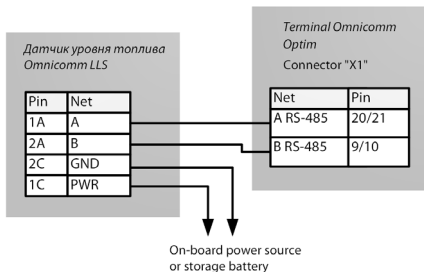 Датчик уровня топлива
Omnicomm LLS
Pin Net
1A A
2A B
2C GND
1C PWR
Terminal Omnicomm
Optim
Connector "X1"
Net Pin
A RS-485 20/21
B RS-485 9/10
On-board power source
or storage battery